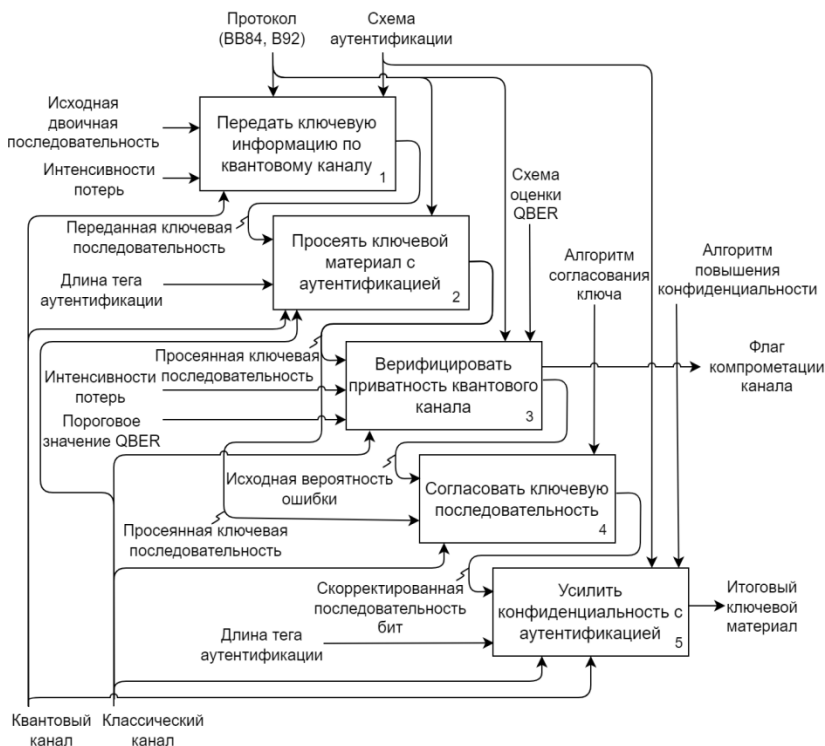 Протокол
(BB84, B92)
Схема
аутентификации
Исходная
двоичная
последовательность
Интенсивности
потерь
Передать ключевую
информацию по
квантовому каналу
1
Переданная ключевая
последовательность
Схема
оценки
QBER
Просеять ключевой
материал с
аутентификацией
2
Длина тега
аутентификации
Алгоритм
согласования
ключа
Алгоритм
повышения
конфиденциальности
Просеянная ключевая
последовательность
Интенсивности
потерь
Пороговое
значение QBER
Верифицировать
приватность квантового
канала
3
Флаг
компрометации
канала
Исходная вероятность
ошибки
Просеянная ключевая
последовательность
Согласовать ключевую
последовательность
4
Скорректированная
последовательность
бит
Длина тега
аутентификации
Усилить
конфиденциальность с
аутентификацией
5
Итоговый
ключевой
материал
Квантовый
канал
Классический
канал